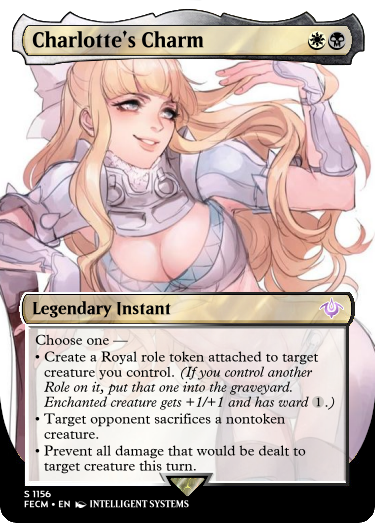 Charlotte's Charm
Legendary Instant
Choose one —
• Create a Royal role token attached to target
creature you control. (If you control another
Role on it, put that one into the graveyard.
Enchanted creature gets +1/+1 and has ward 1.)
• Target opponent sacrifices a nontoken
creature.
• Prevent all damage that would be dealt to
target creature this turn.
S 1156
FECM • EN INTELLIGENT SYSTEMS